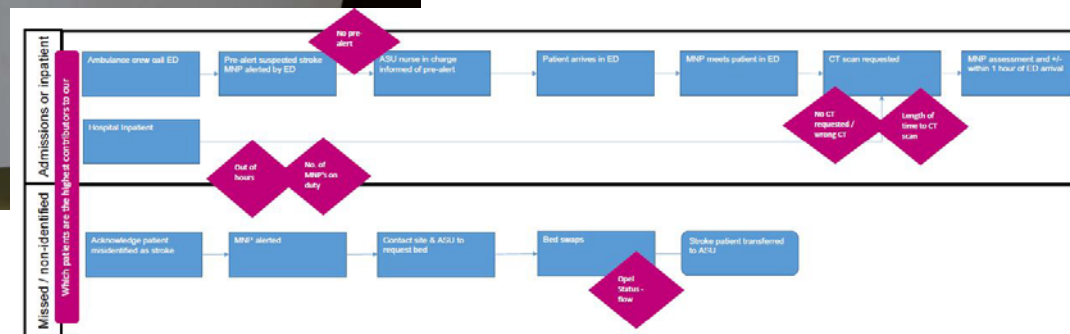 Admissions or inpatient
Missed / non-identified
Which patients are the highest contributors to our
Ambulance crew call ED
Pre-alert suspected stroke
MNP alerted by ED
No pre-
alert
ASU nurse in charge
informed of pre-alert
Patient arrives in ED
MNP meets patient in ED
CT scan requested
MNP assessment and +/-
within 1 hour of ED arrival
Hospital Inpatient
No CT
requested /
wrong CT
Length of
time to CT
scan
Out of
hours
No. of
MNP's on
duty
Acknowledge patient
misidentified as stroke
MNP alerted
Contact site & ASU to
request bed
Bed swaps
Stroke patient transferred
to ASU
Opel
Status -
flow